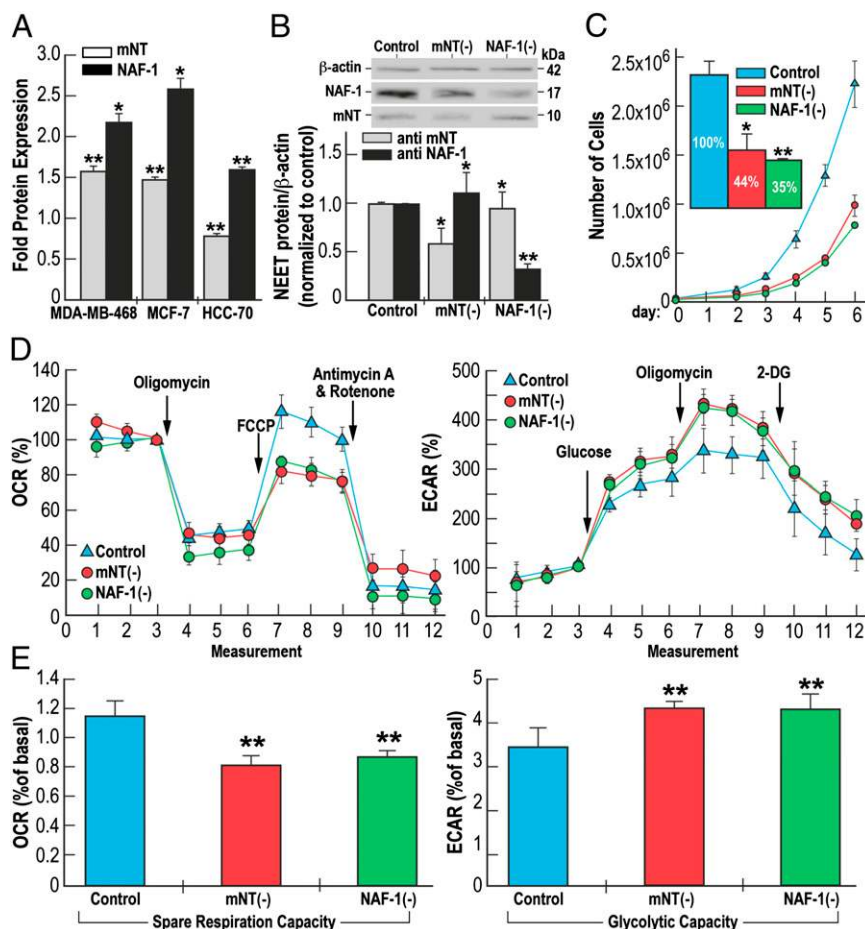 A
mNT
NAF-1
Fold Protein Expression
3.0
2.5
2.0
1.5
1.0
0.5
0
** * ** * ** **
MDA-MB-468 MCF-7 HCC-70
B
Control mNT(-) NAF-1(-) kDa
β-actin 42
NAF-1 17
mNT 10
anti mNT
anti NAF-1
NEET protein/β-actin
(normalized to control)
2.0
1.5
1.0
0.5
0
* * * **
Control mNT(-) NAF-1(-)
C
Control
mNT(-)
NAF-1(-)
Number of Cells
2.5x10⁶
2.0x10⁶
1.5x10⁶
1.0x10⁶
0.5x10⁶
* **
100% 44% 35%
day: 0 2 3 4 5 6
D
OCR (%)
140
120
100
80
60
40
20
0
Oligomycin
FCCP
Antimycin A
& Rotenone
Control
mNT(-)
NAF-1(-)
0 1 2 3 4 5 6 7 8 9 10 11 12
Measurement
ECAR (%)
500
450
400
300
200
100
0
Glucose
Oligomycin
2-DG
Control
mNT(-)
NAF-1(-)
0 1 2 3 4 5 6 7 8 9 10 11 12
Measurement
E
OCR (%of basal)
1.4
1.2
1.0
0.8
0.6
0.4
0.2
0
** **
Control mNT(-) NAF-1(-)
Spare Respiration Capacity
ECAR (%of basal)
5
4
3
2
1
0
** **
Control mNT(-) NAF-1(-)
Glycolytic Capacity